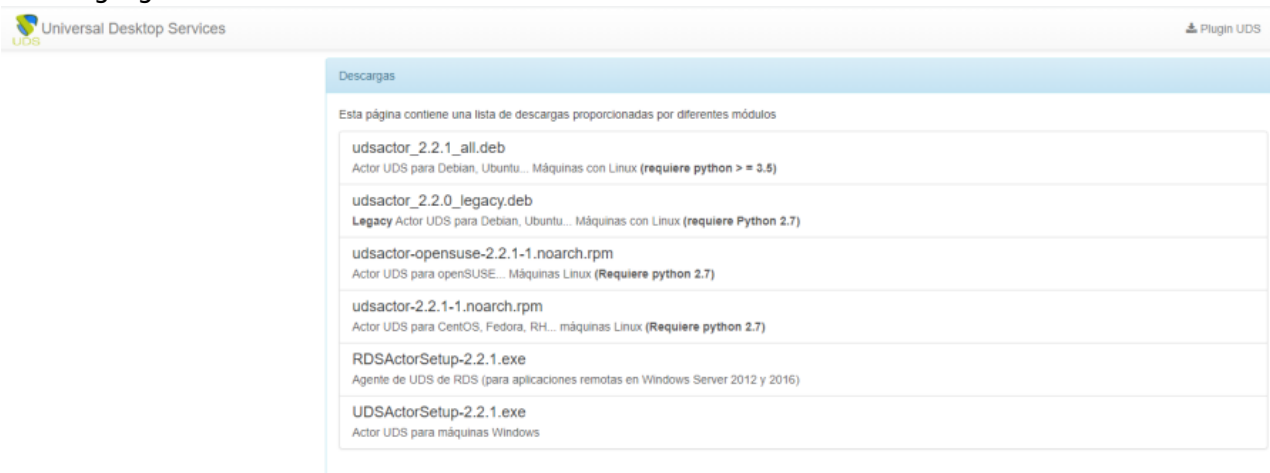 Universal Desktop Services
UDS
Plugin UDS
Descargas
Esta página contiene una lista de descargas proporcionadas por diferentes módulos
udsactor_2.2.1_all.deb
Actor UDS para Debian, Ubuntu... Máquinas con Linux (requiere python > = 3.5)
udsactor_2.2.0_legacy.deb
Legacy Actor UDS para Debian, Ubuntu... Máquinas con Linux (requiere Python 2.7)
udsactor-opensuse-2.2.1-1.noarch.rpm
Actor UDS para openSUSE... Máquinas Linux (Requiere python 2.7)
udsactor-2.2.1-1.noarch.rpm
Actor UDS para CentOS, Fedora, RH... máquinas Linux (Requiere python 2.7)
RDSActorSetup-2.2.1.exe
Agente de UDS de RDS (para aplicaciones remotas en Windows Server 2012 y 2016)
UDSActorSetup-2.2.1.exe
Actor UDS para máquinas Windows